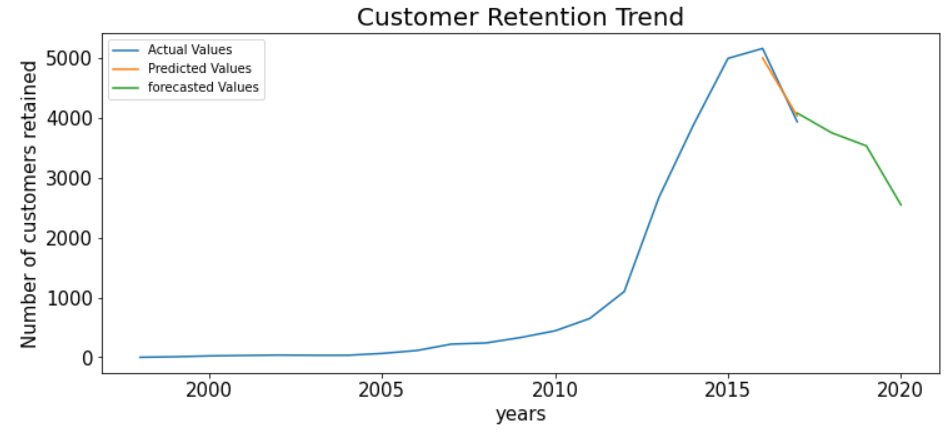 Customer Retention Trend
Actual Values
Predicted Values
forecasted Values
Number of customers retained
5000
4000
3000
2000
1000
0
2000
2005
2010
2015
2020
years